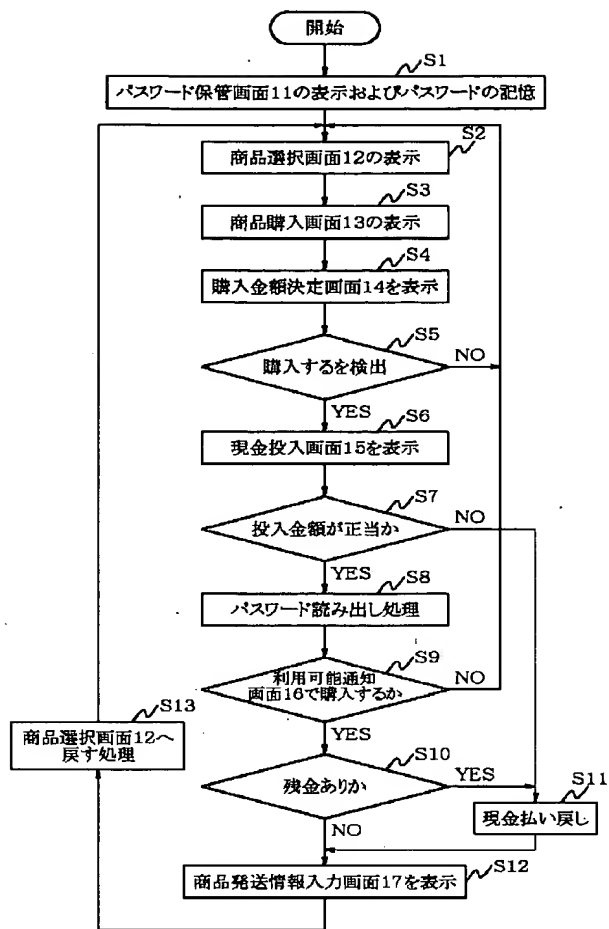 開始
S1
パスワード保管画面11の表示およびパスワードの記憶
S2
商品選択画面12の表示
S3
商品購入画面13の表示
S4
購入金額決定画面14を表示
S5
購入するを検出
NO
YES
S6
現金投入画面15を表示
S7
投入金額が正当か
NO
YES
S8
パスワード読み出し処理
S9
利用可能通知
画面16で購入するか
NO
YES
S13
商品選択画面12へ
戻す処理
S10
残金ありか
YES
NO
S11
現金払い戻し
S12
商品発送情報入力画面17を表示